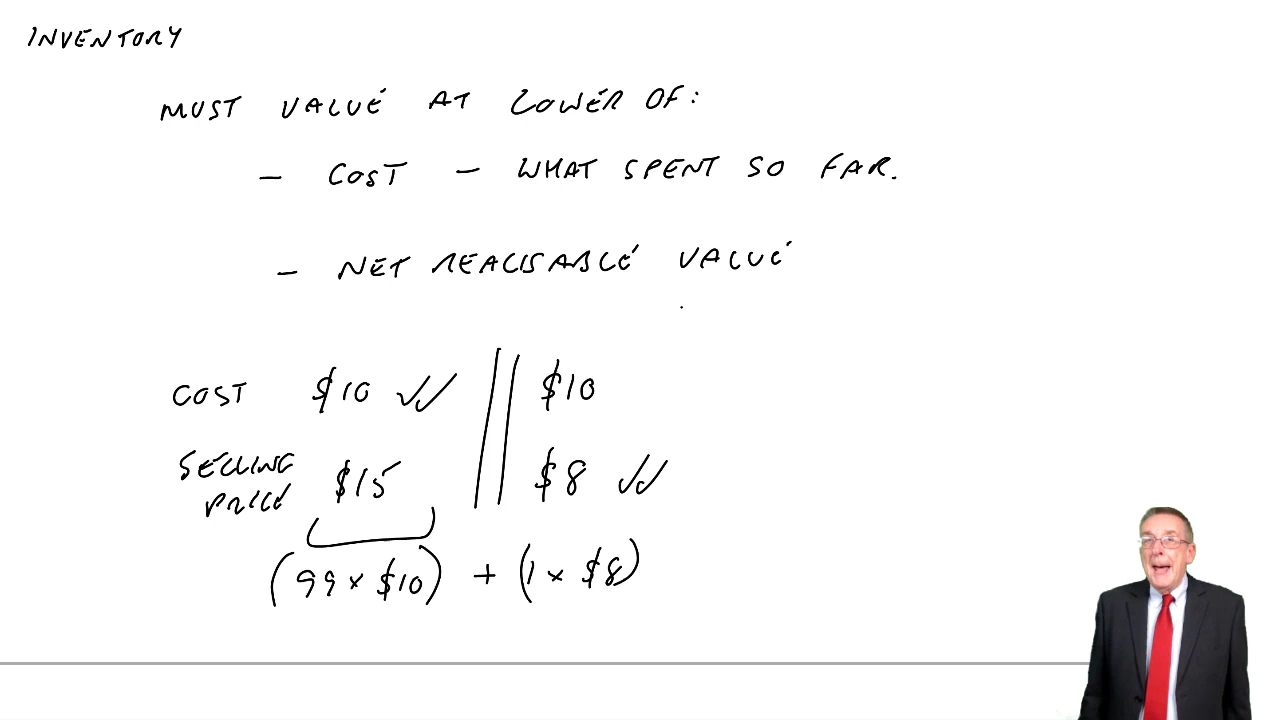 INVENTORY
MUST VALUE AT LOWER OF:
- COST - WHAT SPENT SO FAR.
- NET REALISABLE VALUE
COST $10 ✓✓ $10
SELLING PRICE $15 $8 ✓✓
(99 × $10) + (1 × $8)